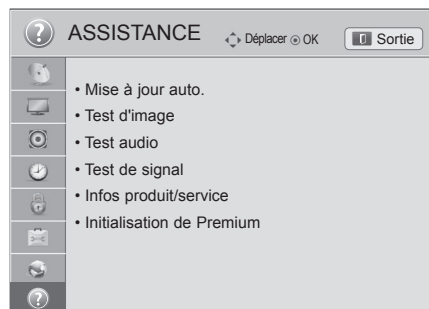 ASSISTANCE Déplacer OK Sortie
• Mise à jour auto.
• Test d'image
• Test audio
• Test de signal
• Infos produit/service
• Initialisation de Premium